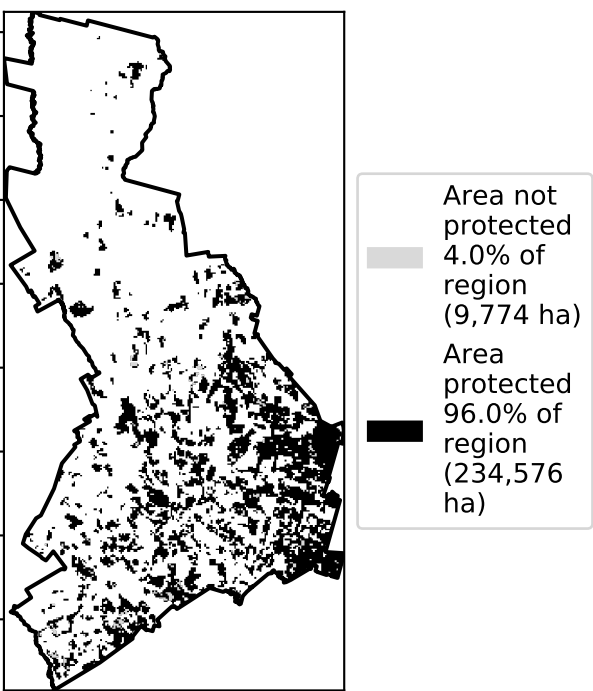 Area not
protected
4.0% of
region
(9,774 ha)
Area
protected
96.0% of
region
(234,576
ha)